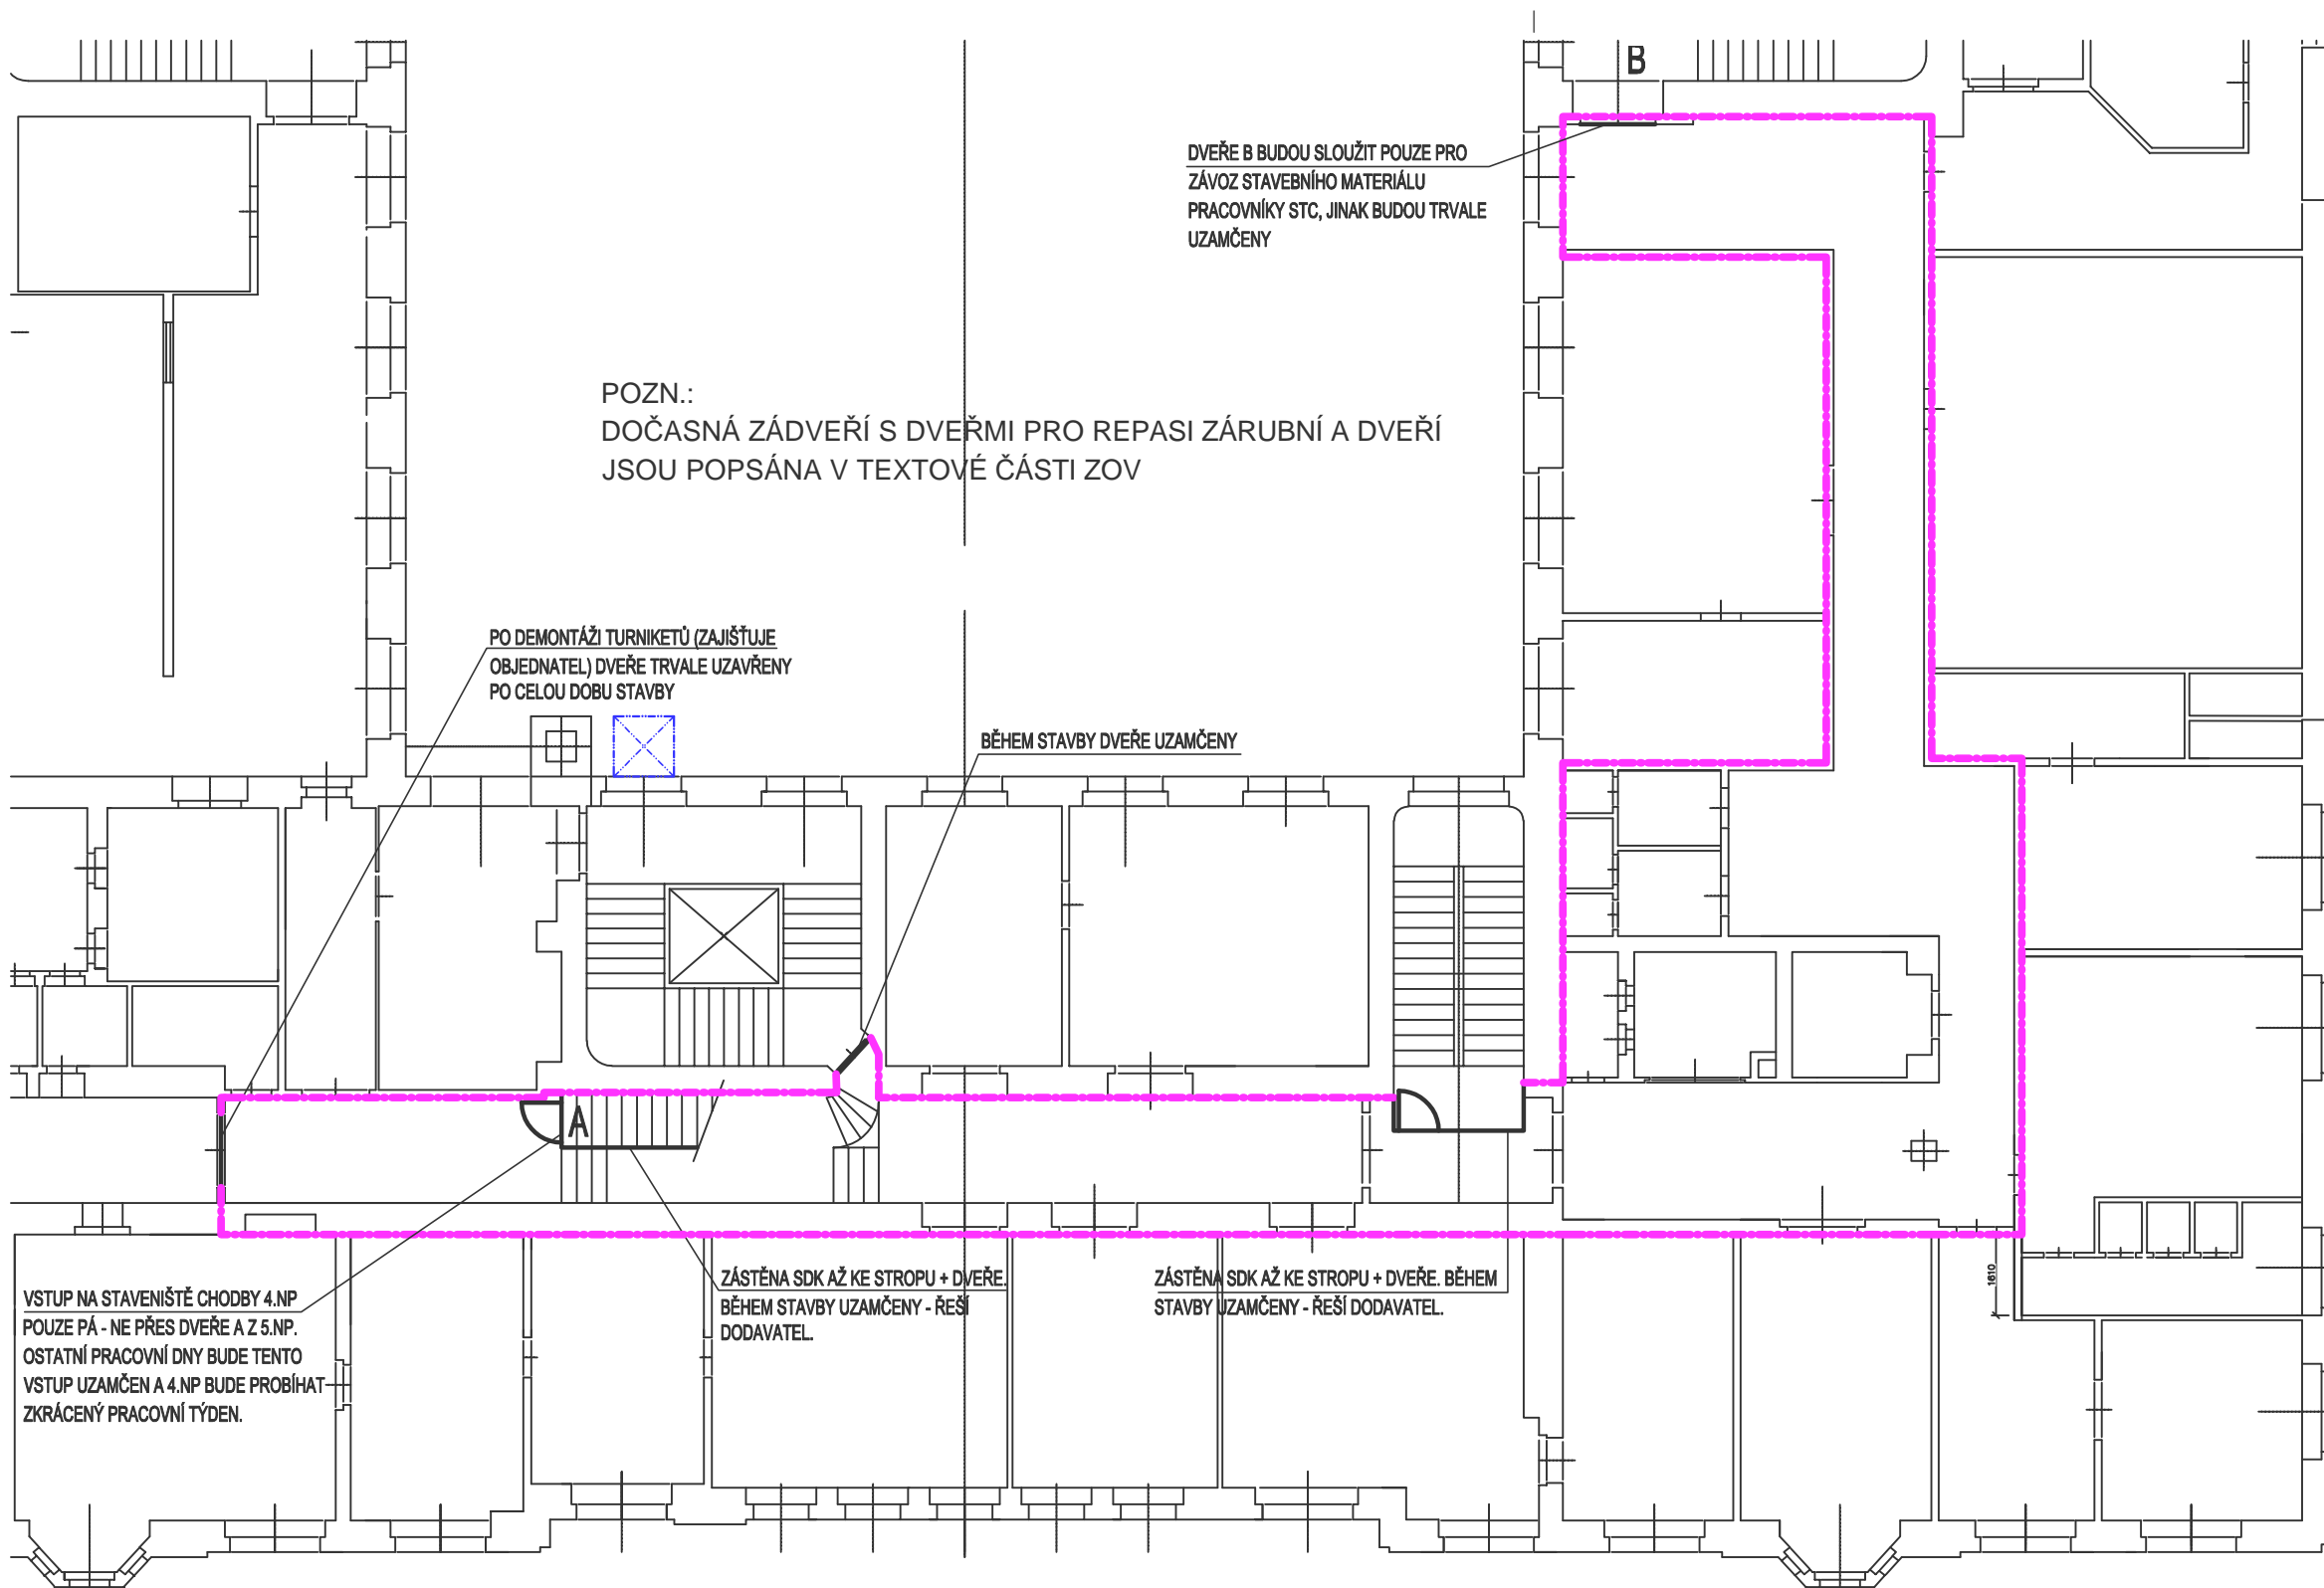 B
DVEŘE B BUDOU SLOUŽIT POUZE PRO
ZÁVOZ STAVEBNÍHO MATERIÁLU
PRACOVNÍKY STC, JINAK BUDOU TRVALE
UZAMČENY
POZN.:
DOČASNÁ ZÁDVEŘÍ S DVEŘMI PRO REPASI ZÁRUBNÍ A DVEŘÍ
JSOU POPSÁNA V TEXTOVÉ ČÁSTI ZOV
PO DEMONTÁŽI TURNIKETŮ (ZAJIŠŤUJE
OBJEDNATEL) DVEŘE TRVALE UZAVŘENY
PO CELOU DOBU STAVBY
BĚHEM STAVBY DVEŘE UZAMČENY
A
VSTUP NA STAVENIŠTĚ CHODBY 4.NP
POUZE PÁ - NE PŘES DVEŘE A Z 5.NP.
OSTATNÍ PRACOVNÍ DNY BUDE TENTO
VSTUP UZAMČEN A 4.NP BUDE PROBÍHAT
ZKRÁCENÝ PRACOVNÍ TÝDEN.
ZÁSTĚNA SDK AŽ KE STROPU + DVEŘE.
BĚHEM STAVBY UZAMČENY - ŘEŠÍ
DODAVATEL.
ZÁSTĚNA SDK AŽ KE STROPU + DVEŘE. BĚHEM
STAVBY UZAMČENY - ŘEŠÍ DODAVATEL.
1610